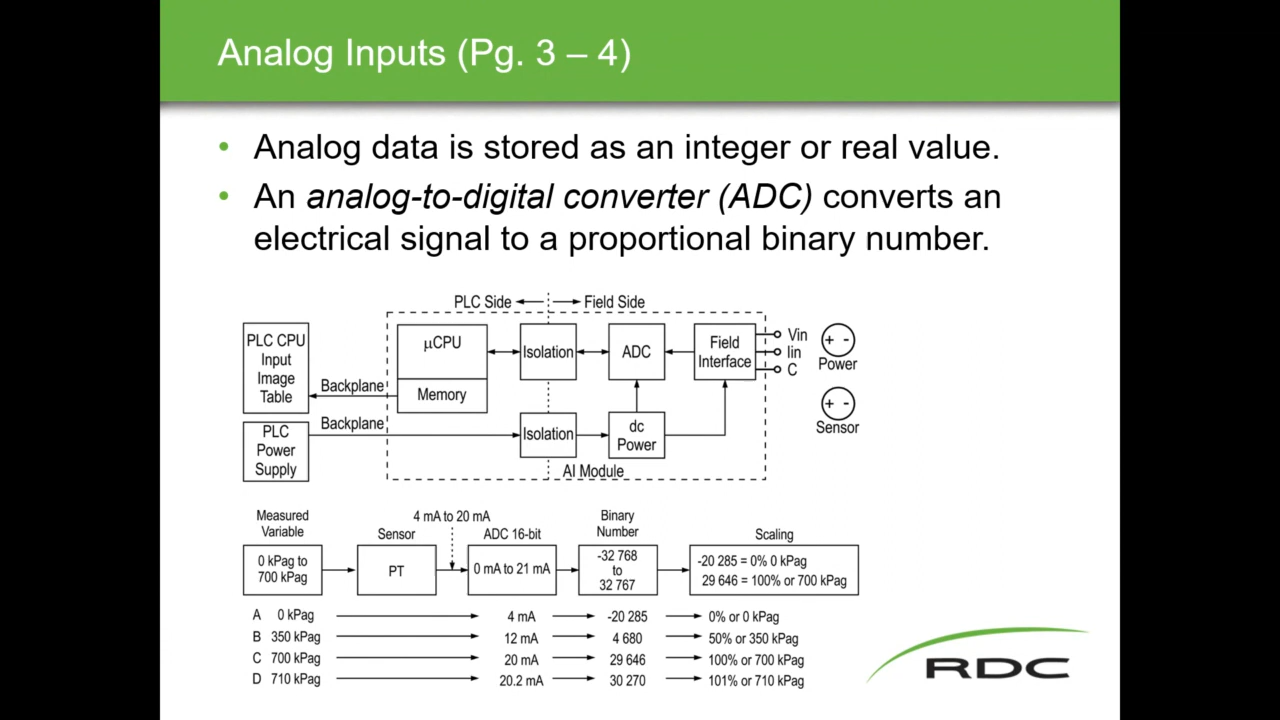 Analog Inputs (Pg. 3 – 4)
• Analog data is stored as an integer or real value.
• An analog-to-digital converter (ADC) converts an
electrical signal to a proportional binary number.
PLC Side Field Side
PLC CPU
Input
Image
Table
Backplane
µCPU
Memory
Isolation
ADC
Field
Interface
Vin
Iin
C
+ -
Power
+ -
Sensor
PLC
Power
Supply
Backplane
Isolation
dc
Power
AI Module
Measured
Variable
Sensor
4 mA to 20 mA
ADC 16-bit
Binary
Number
Scaling
0 kPag to
700 kPag
PT
0 mA to 21 mA
-32 768
to
32 767
-20 285 = 0% 0 kPag
29 646 = 100% or 700 kPag
A 0 kPag 4 mA -20 285 0% or 0 kPag
B 350 kPag 12 mA 4 680 50% or 350 kPag
C 700 kPag 20 mA 29 646 100% or 700 kPag
D 710 kPag 20.2 mA 30 270 101% or 710 kPag
RDC